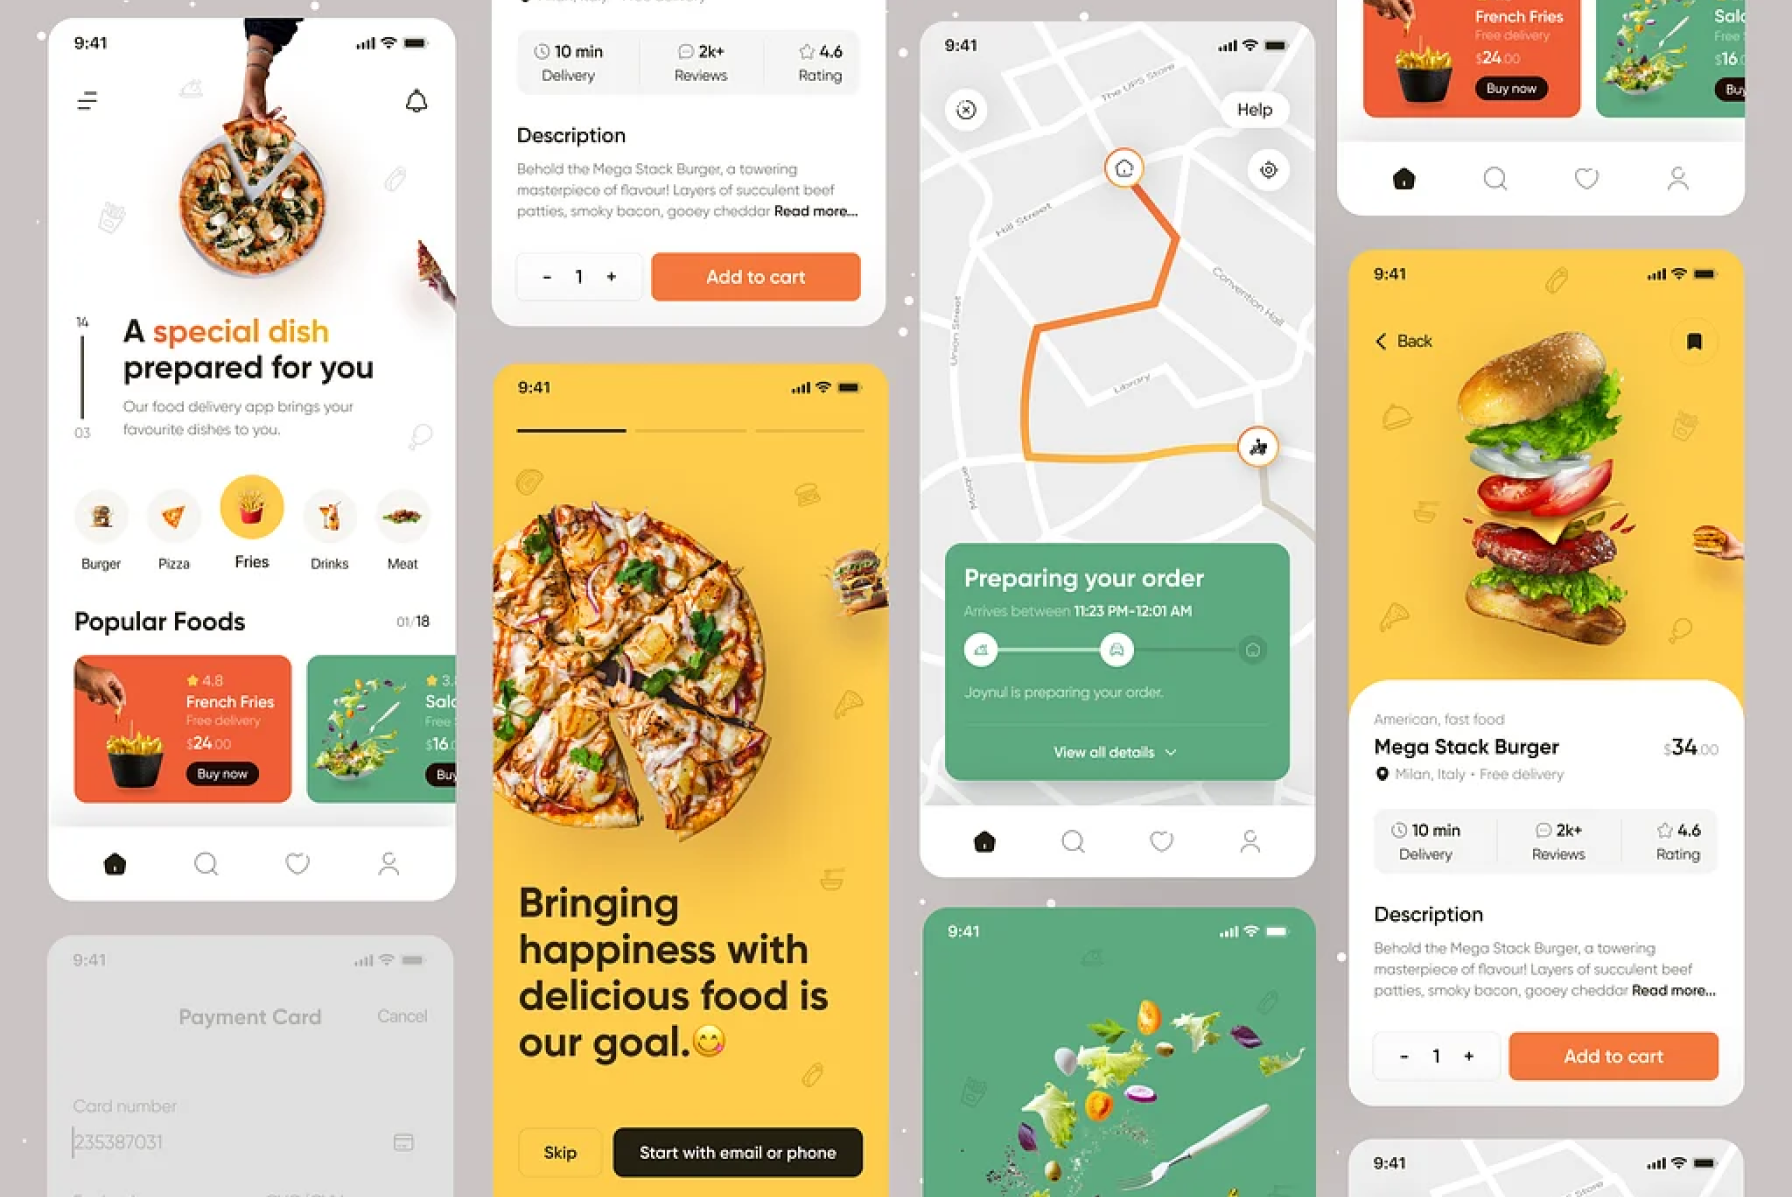 9:41
A special dish
prepared for you
14
03
Our food delivery app brings your
favourite dishes to you.
Burger
Pizza
Fries
Drinks
Meat
Popular Foods
01/18
4.8
French Fries
Free delivery
$24.00
Buy now
3.
Sala
Free
$16.
Buy
9:41
Payment Card
Cancel
Card number
235387031
Milan, Italy • Free delivery
10 min
Delivery
2k+
Reviews
4.6
Rating
Description
Behold the Mega Stack Burger, a towering
masterpiece of flavour! Layers of succulent beef
patties, smoky bacon, gooey cheddar Read more...
- 1 +
Add to cart
9:41
Bringing
happiness with
delicious food is
our goal.😋
Skip
Start with email or phone
9:41
Help
The UPS Store
Hill Street
Convention Hall
Union Street
Library
Mosque
Preparing your order
Arrives between 11:23 PM-12:01 AM
Joynul is preparing your order.
View all details
9:41
French Fries
Free delivery
$24.00
Buy now
Sala
Free
$16.
Buy
9:41
Back
American, fast food
Mega Stack Burger
$34.00
Milan, Italy • Free delivery
10 min
Delivery
2k+
Reviews
4.6
Rating
Description
Behold the Mega Stack Burger, a towering
masterpiece of flavour! Layers of succulent beef
patties, smoky bacon, gooey cheddar Read more...
- 1 +
Add to cart
9:41
Store